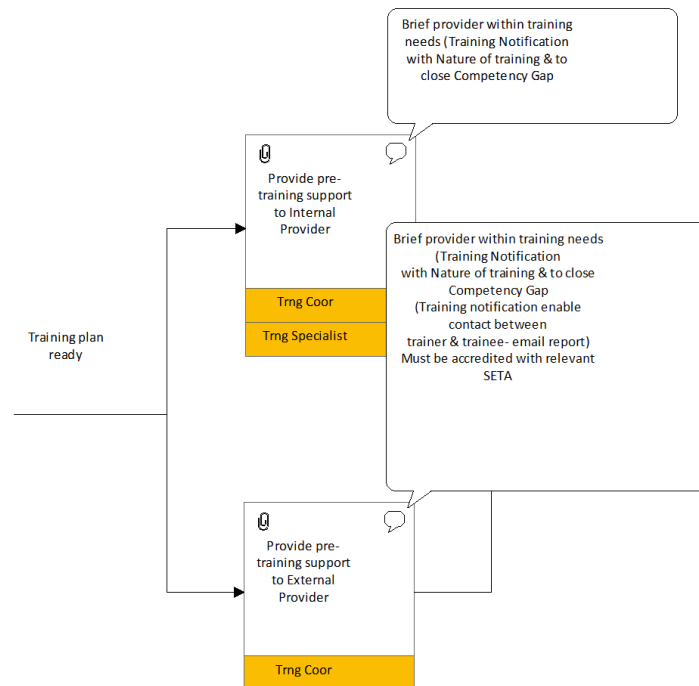 Brief provider within training
needs (Training Notification
with Nature of training & to
close Competency Gap
Provide pre-
training support
to Internal
Provider
Trng Coor
Trng Specialist
Training plan
ready
Brief provider within training needs
(Training Notification
with Nature of training & to close
Competency Gap
(Training notification enable
contact between
trainer & trainee- email report)
Must be accredited with relevant
SETA
Provide pre-
training support
to External
Provider
Trng Coor